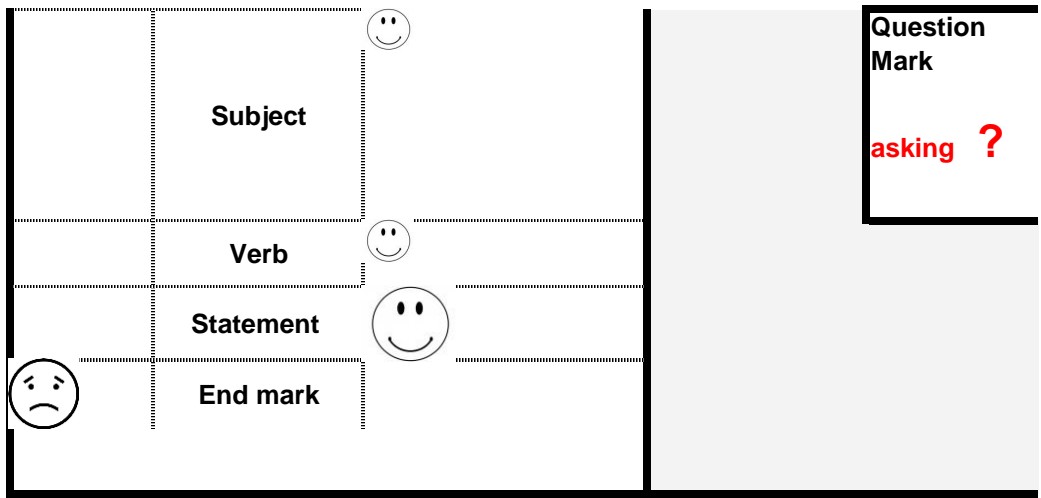 Subject
Verb
Statement
End mark
Question
Mark
asking ?